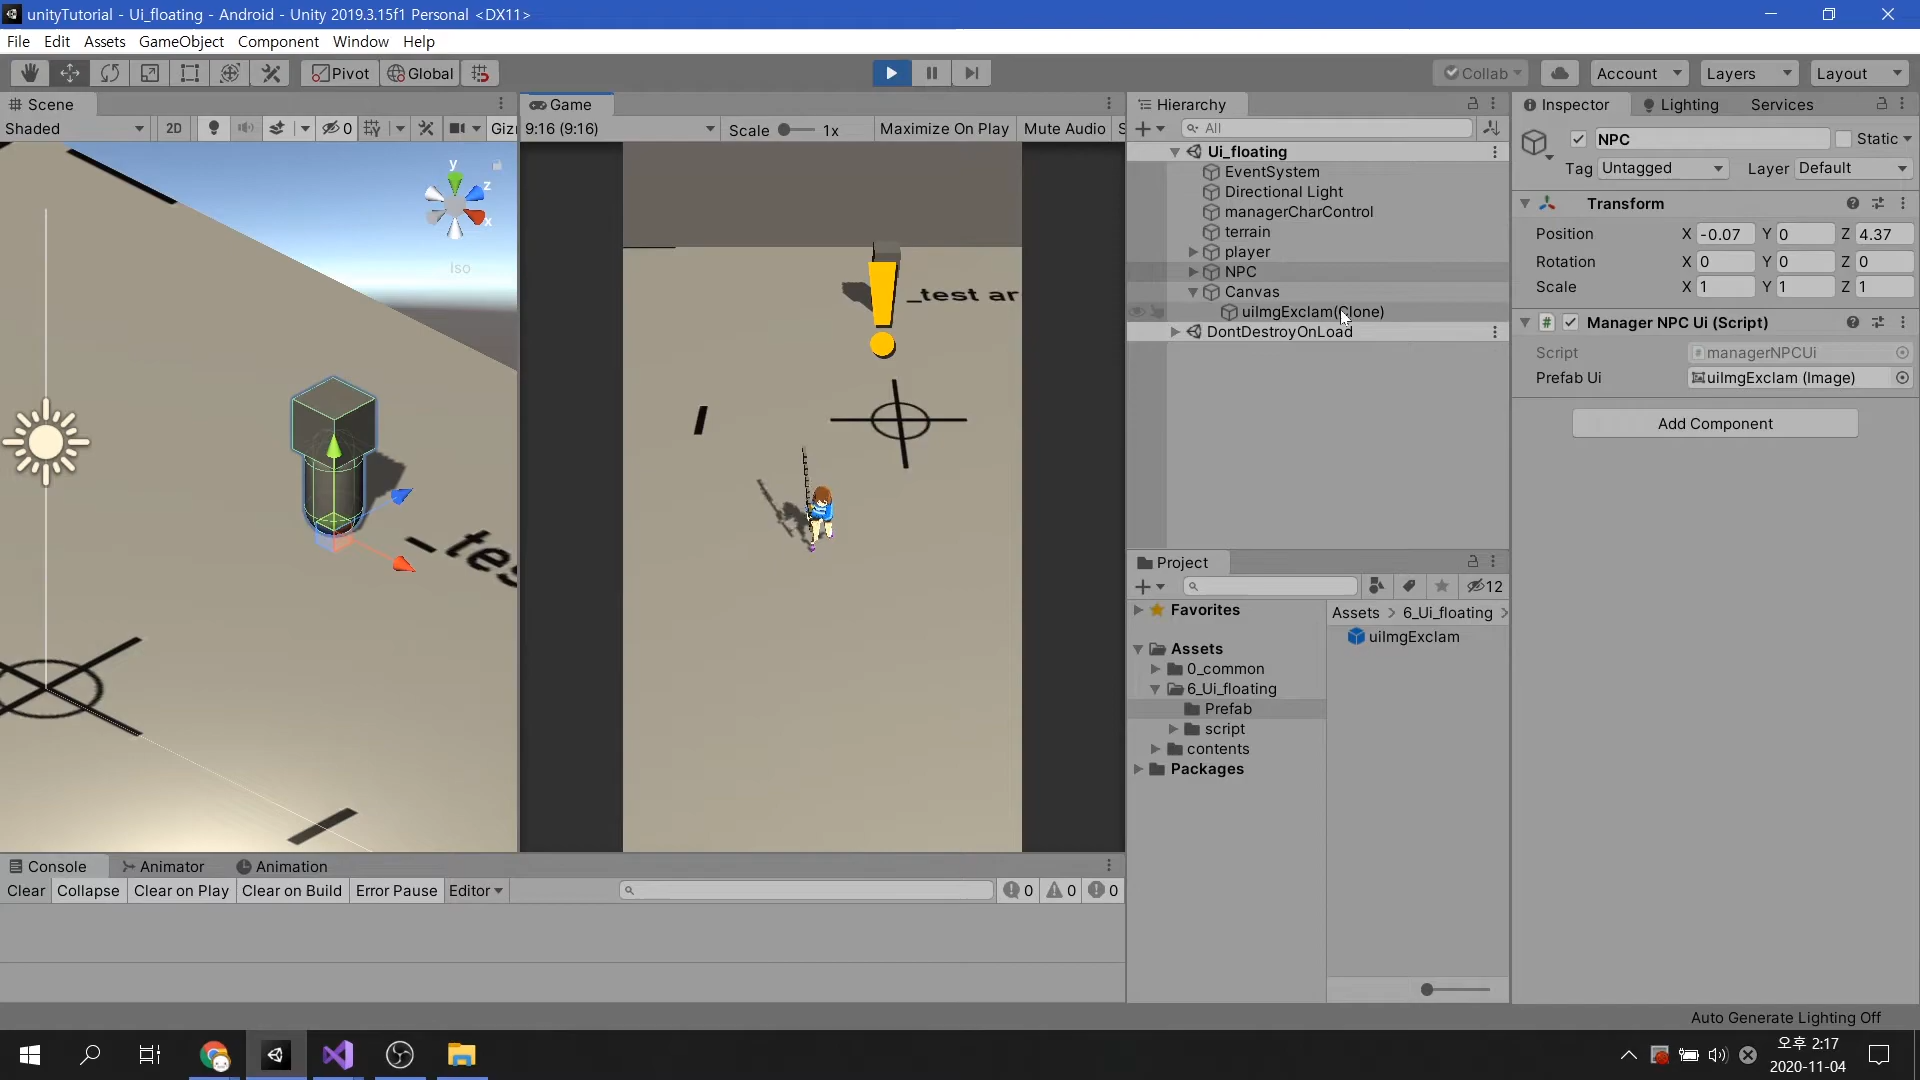 unityTutorial - Ui_floating - Android - Unity 2019.3.15f1 Personal <DX11>
File Edit Assets GameObject Component Window Help
Pivot Global Collab Account Layers Layout
Scene
Shaded 2D 0 Giz
y
z
x
Iso
_tes
Game
9:16 (9:16) Scale 1x Maximize On Play Mute Audio S
_test ar
Hierarchy
All
Ui_floating
EventSystem
Directional Light
managerCharControl
terrain
player
NPC
Canvas
uiImgExclam(Clone)
DontDestroyOnLoad
Project
12
Favorites
Assets
0_common
6_Ui_floating
Prefab
script
contents
Packages
Assets > 6_Ui_floating >
uiImgExclam
Inspector Lighting Services
NPC Static
Tag Untagged Layer Default
Transform
Position X -0.07 Y 0 Z 4.37
Rotation X 0 Y 0 Z 0
Scale X 1 Y 1 Z 1
# Manager NPC Ui (Script)
Script managerNPCUi
Prefab Ui uiImgExclam (Image)
Add Component
Console Animator Animation
Clear Collapse Clear on Play Clear on Build Error Pause Editor 0 0 0
Auto Generate Lighting Off
오후 2:17
2020-11-04